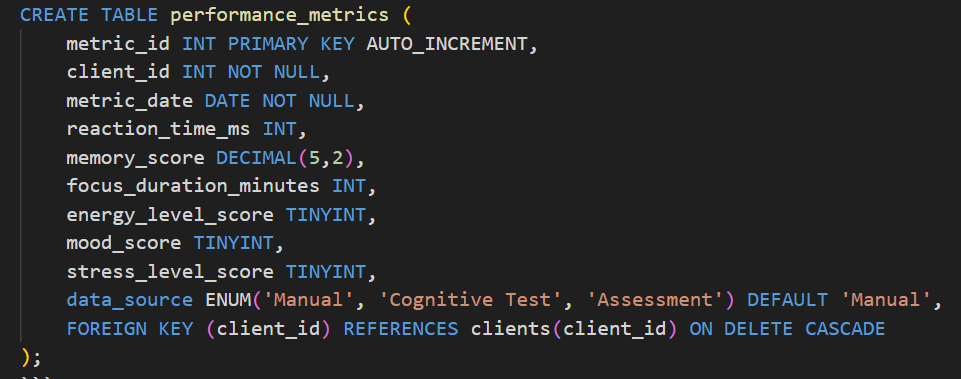 CREATE TABLE performance_metrics (
metric_id INT PRIMARY KEY AUTO_INCREMENT,
client_id INT NOT NULL,
metric_date DATE NOT NULL,
reaction_time_ms INT,
memory_score DECIMAL(5,2),
focus_duration_minutes INT,
energy_level_score TINYINT,
mood_score TINYINT,
stress_level_score TINYINT,
data_source ENUM('Manual', 'Cognitive Test', 'Assessment') DEFAULT 'Manual',
FOREIGN KEY (client_id) REFERENCES clients(client_id) ON DELETE CASCADE
);
```